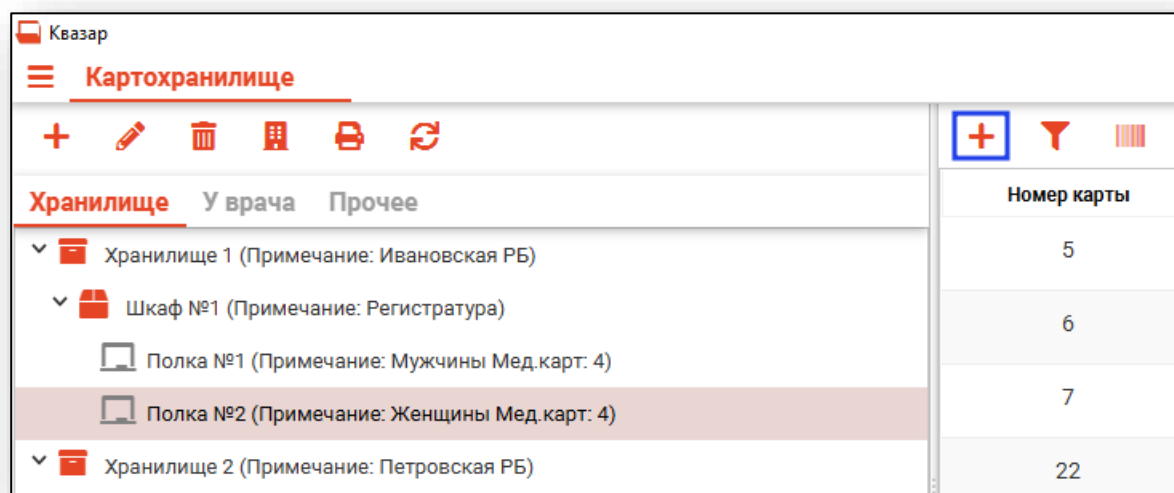 Квазар
Картохранилище
Хранилище У врача Прочее
Хранилище 1 (Примечание: Ивановская РБ)
Шкаф №1 (Примечание: Регистратура)
Полка №1 (Примечание: Мужчины Мед.карт: 4)
Полка №2 (Примечание: Женщины Мед.карт: 4)
Хранилище 2 (Примечание: Петровская РБ)
Номер карты
5
6
7
22